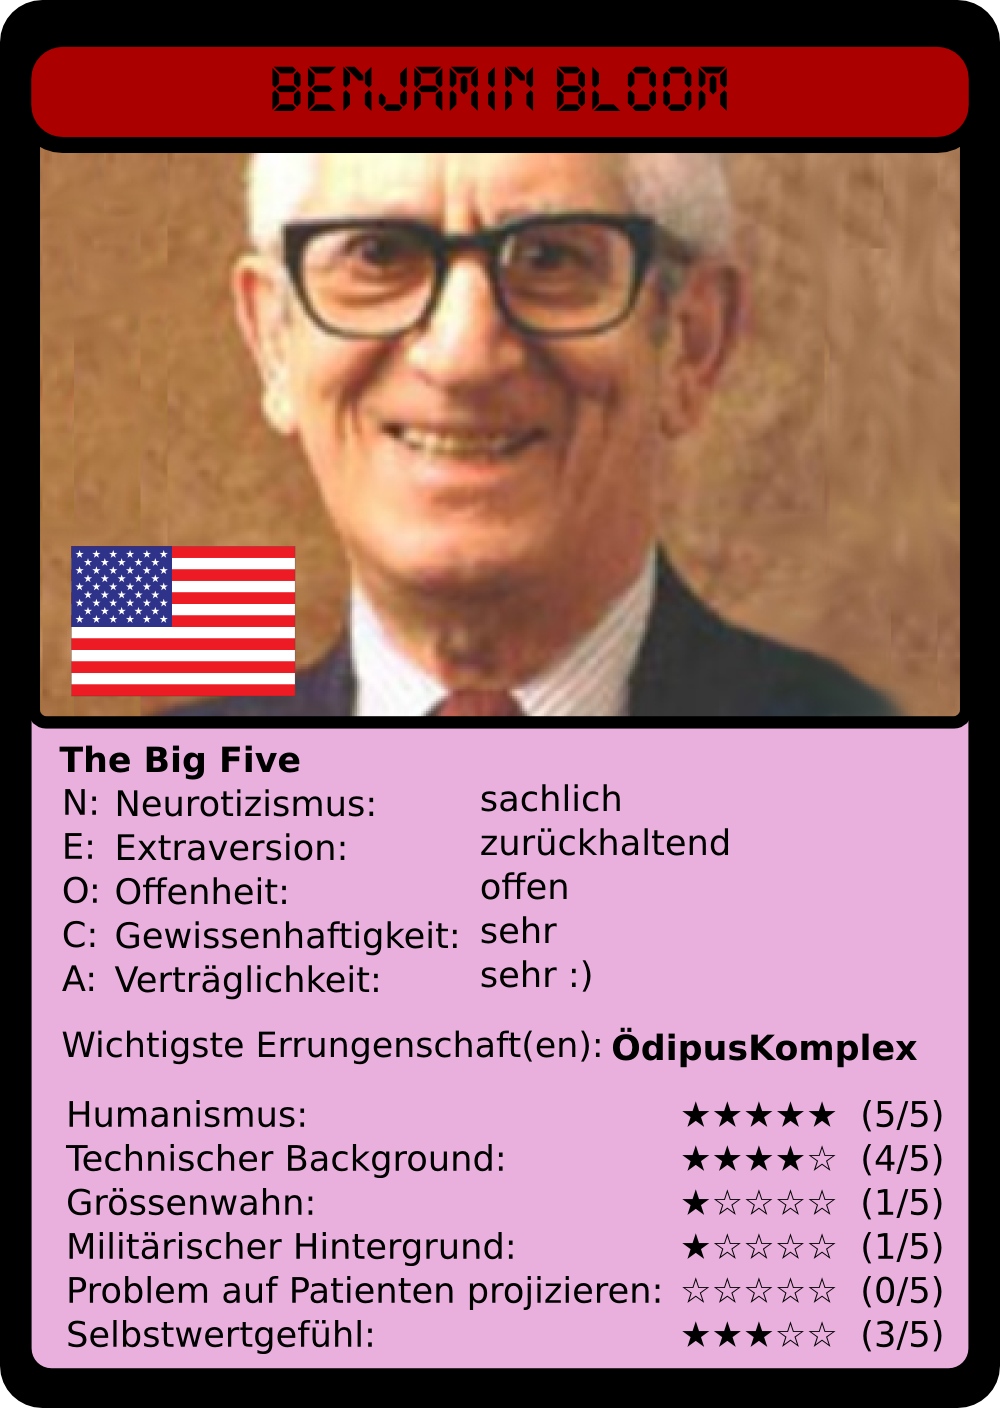 BENJAMIN BLOOM
The Big Five
N: Neurotizismus: sachlich
E: Extraversion: zurückhaltend
O: Offenheit: offen
C: Gewissenhaftigkeit: sehr
A: Verträglichkeit: sehr :)
Wichtigste Errungenschaft(en): ÖdipusKomplex
Humanismus: ★★★★★ (5/5)
Technischer Background: ★★★★☆ (4/5)
Grössenwahn: ★☆☆☆☆ (1/5)
Militärischer Hintergrund: ★☆☆☆☆ (1/5)
Problem auf Patienten projizieren: ☆☆☆☆☆ (0/5)
Selbstwertgefühl: ★★★☆☆ (3/5)